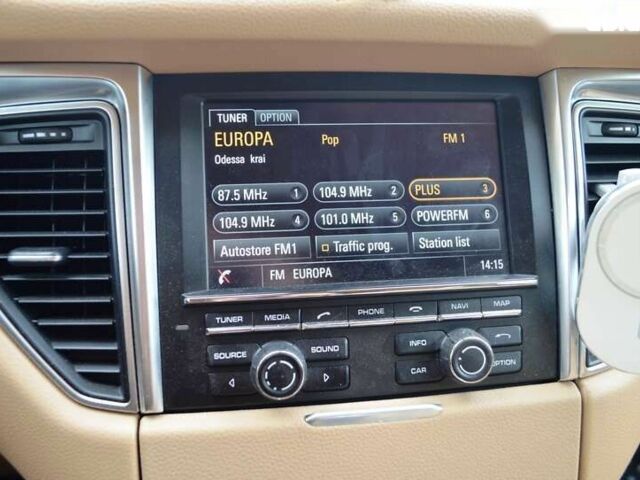 TUNER OPTION
EUROPA Pop FM 1
Odessa krai
87.5 MHz 1 104.9 MHz 2 PLUS 3
104.9 MHz 4 101.0 MHz 5 POWERFM 6
Autostore FM1 Traffic prog. Station list
FM EUROPA 14:15
TUNER MEDIA PHONE NAVI MAP
SOURCE SOUND INFO
CAR OPTION